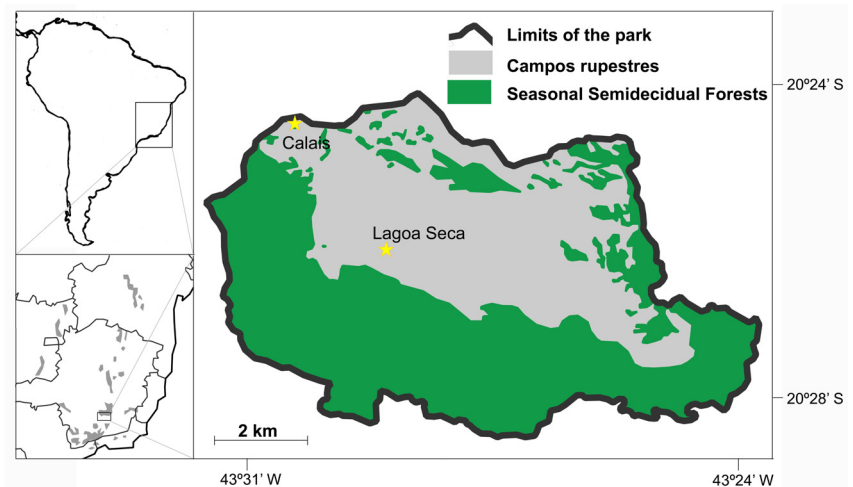 Limits of the park
Campos rupestres
Seasonal Semidecidual Forests
20º24’ S
Calais
Lagoa Seca
20º28’ S
2 km
43º31’ W
43º24’ W